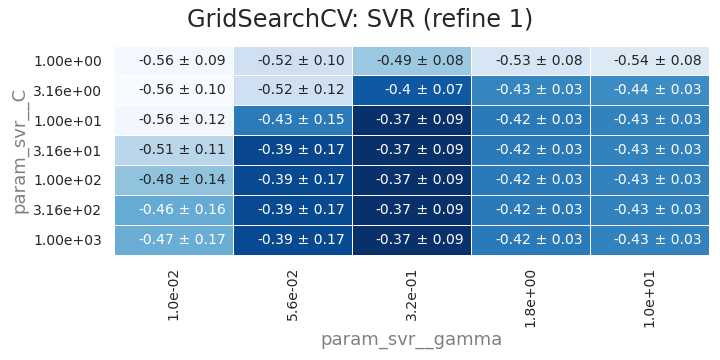 GridSearchCV: SVR (refine 1)
param_svr__C
1.00e+00 -0.56 ± 0.09 -0.52 ± 0.10 -0.49 ± 0.08 -0.53 ± 0.08 -0.54 ± 0.08
3.16e+00 -0.56 ± 0.10 -0.52 ± 0.12 -0.4 ± 0.07 -0.43 ± 0.03 -0.44 ± 0.03
1.00e+01 -0.56 ± 0.12 -0.43 ± 0.15 -0.37 ± 0.09 -0.42 ± 0.03 -0.43 ± 0.03
3.16e+01 -0.51 ± 0.11 -0.39 ± 0.17 -0.37 ± 0.09 -0.42 ± 0.03 -0.43 ± 0.03
1.00e+02 -0.48 ± 0.14 -0.39 ± 0.17 -0.37 ± 0.09 -0.42 ± 0.03 -0.43 ± 0.03
3.16e+02 -0.46 ± 0.16 -0.39 ± 0.17 -0.37 ± 0.09 -0.42 ± 0.03 -0.43 ± 0.03
1.00e+03 -0.47 ± 0.17 -0.39 ± 0.17 -0.37 ± 0.09 -0.42 ± 0.03 -0.43 ± 0.03
1.0e-02 5.6e-02 3.2e-01 1.8e+00 1.0e+01
param_svr__gamma